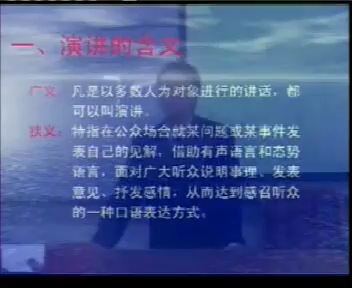 一、演讲的含义
广义：凡是以多数人为对象进行的讲话，都
可以叫演讲。
狭义：特指在公众场合就某问题或某事件发
表自己的见解，借助有声语言和态势
语言，面对广大听众说明事理、发表
意见、抒发感情，从而达到感召听众
的一种口语表达方式。